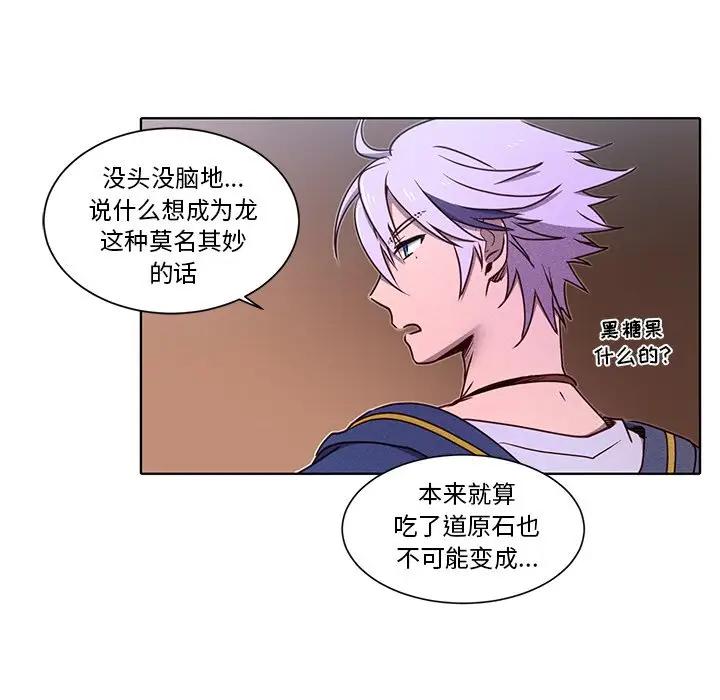 没头没脑地...
说什么想成为龙
这种莫名其妙
的话
黑糖果
什么的?
本来就算
吃了道原石也
不可能变成...